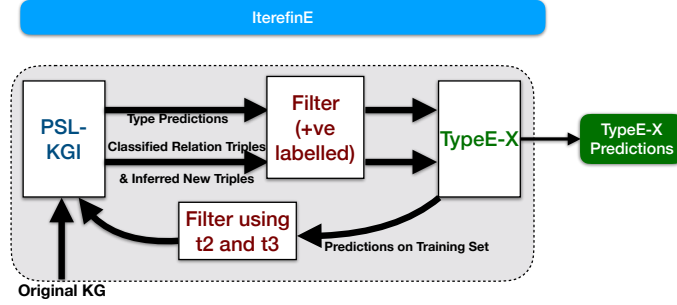 IterefinE
PSL-
KGI
Type Predictions
Classified Relation Triples
& Inferred New Triples
Filter
(+ve
labelled)
TypeE-X
TypeE-X
Predictions
Filter using
t2 and t3
Predictions on Training Set
Original KG